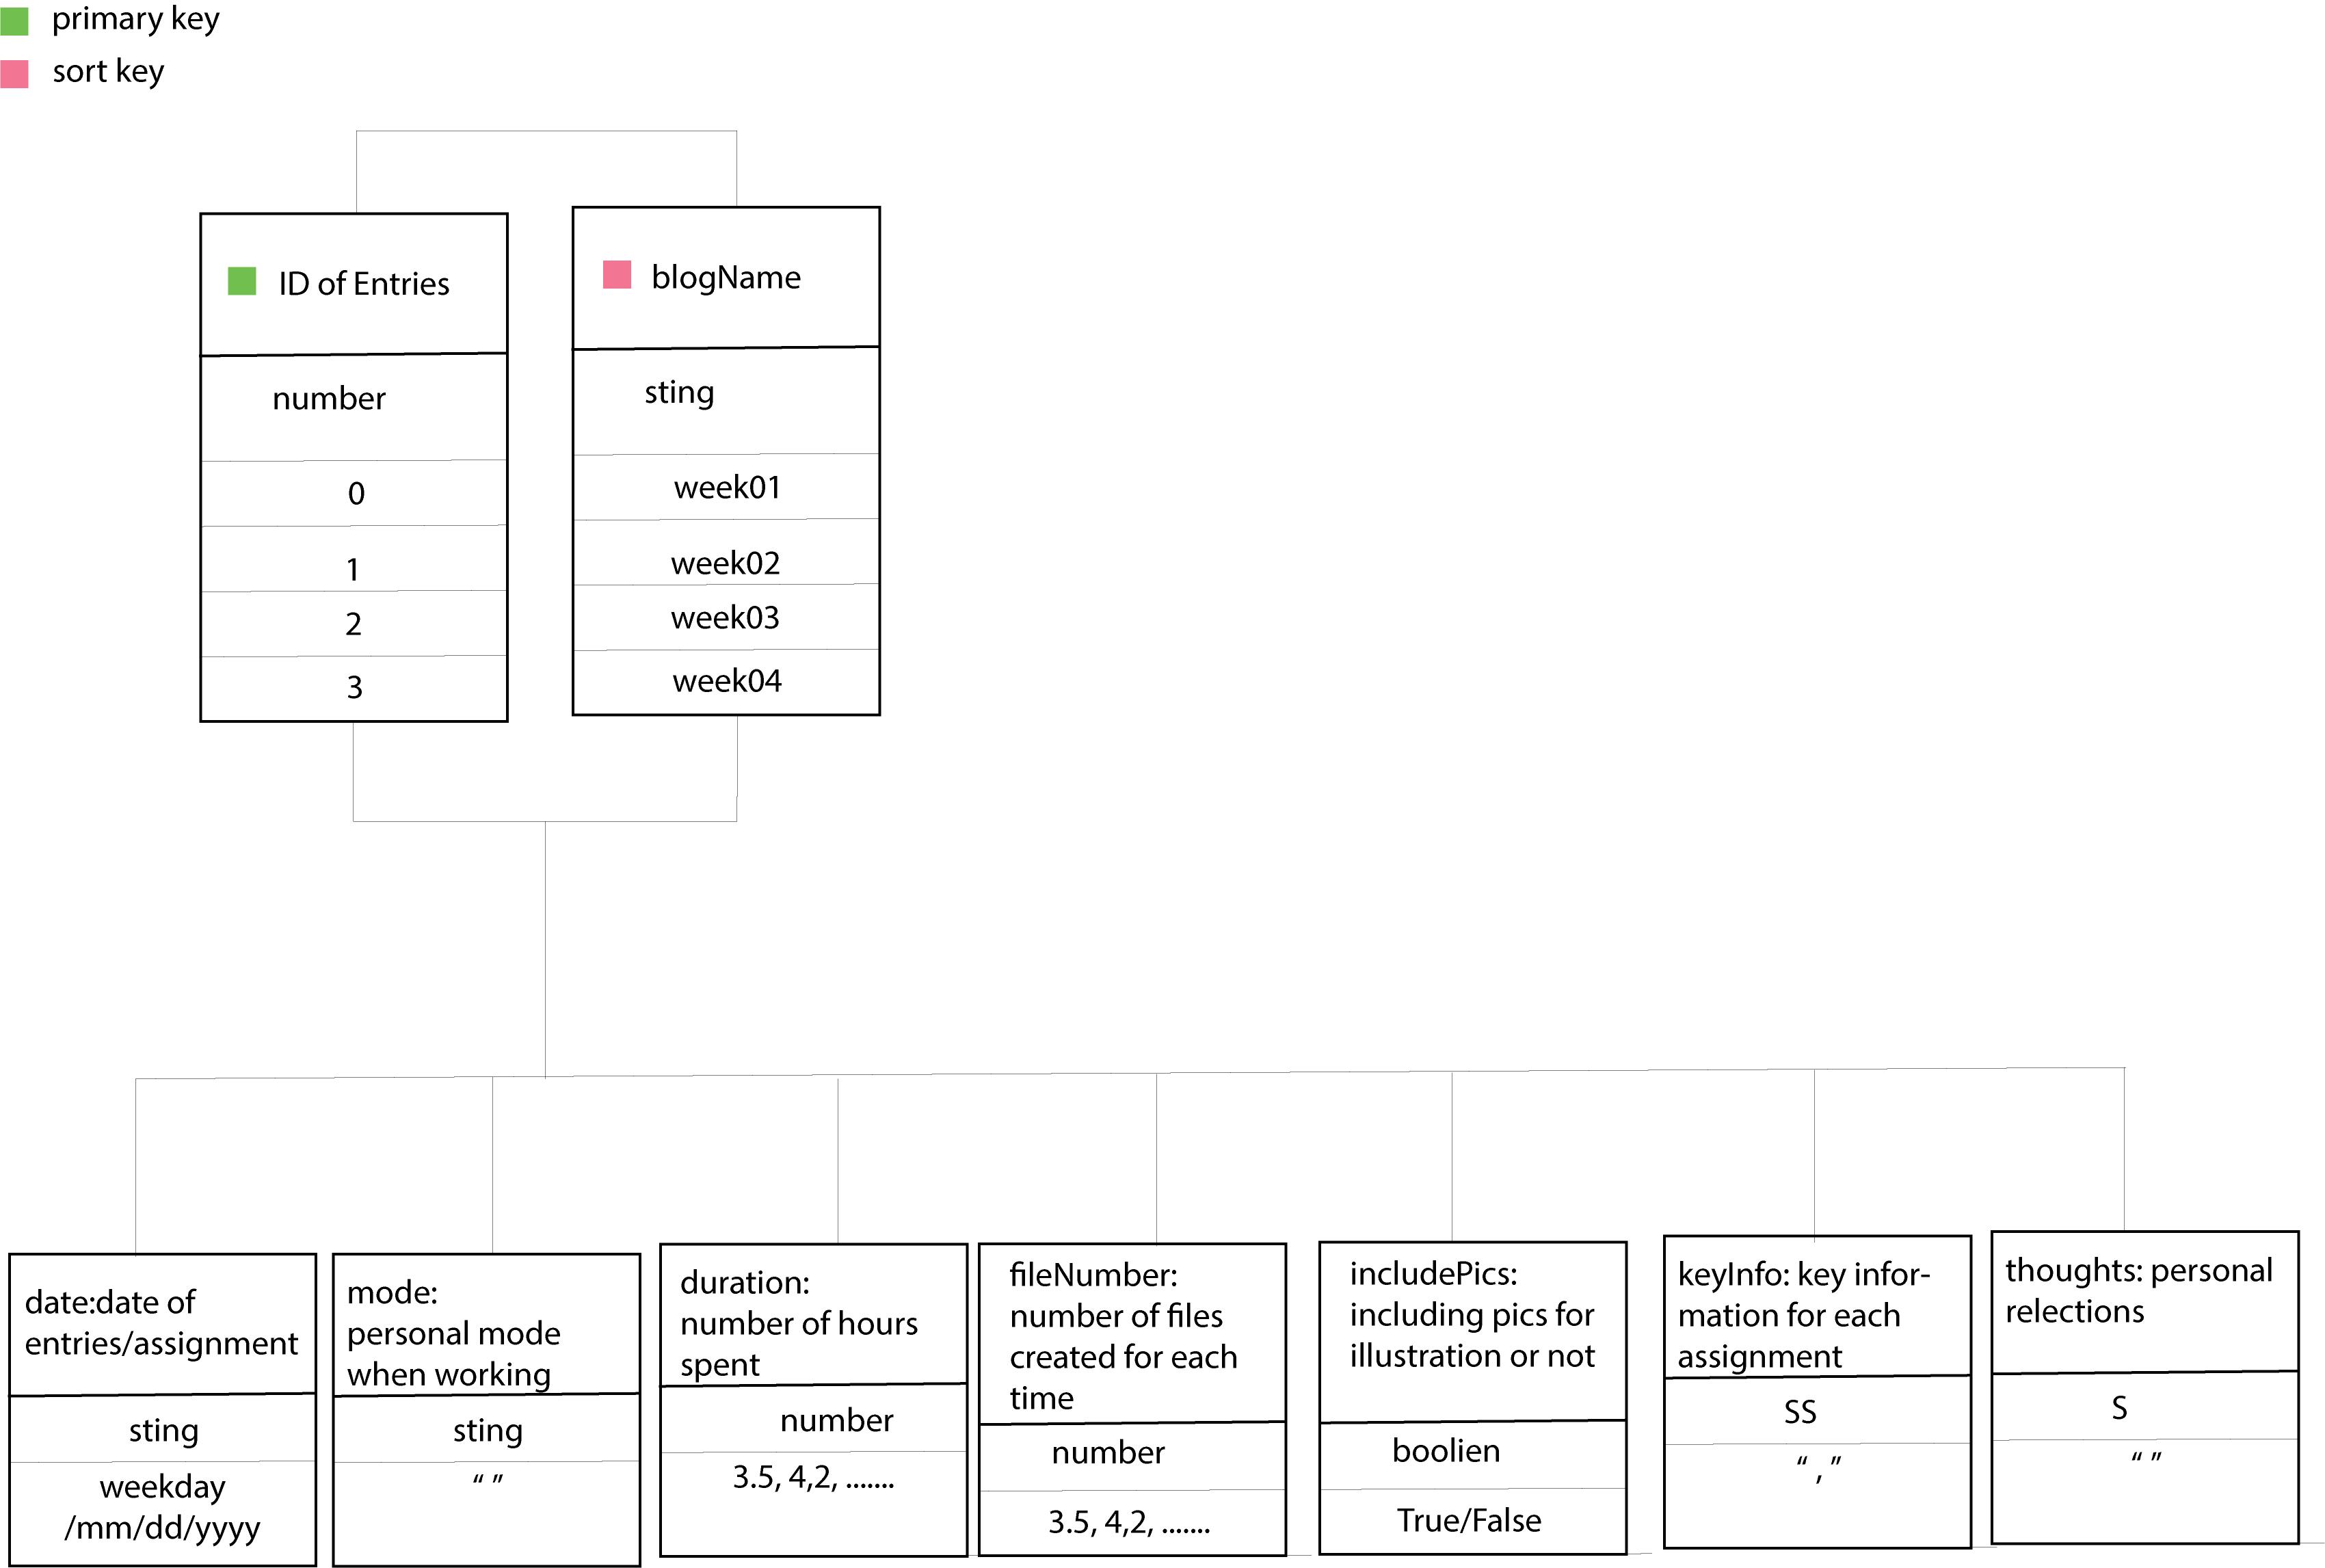 primary key
sort key
ID of Entries
number
0
1
2
3
blogName
sting
week01
week02
week03
week04
date:date of
entries/assignment
sting
weekday
/mm/dd/yyyy
mode:
personal mode
when working
sting
“ ”
duration:
number of hours
spent
number
3.5, 4,2, .......
fileNumber:
number of files
created for each
time
number
3.5, 4,2, .......
includePics:
including pics for
illustration or not
boolien
True/False
keyInfo: key infor-
mation for each
assignment
SS
“ , ”
thoughts: personal
relections
S
“ ”